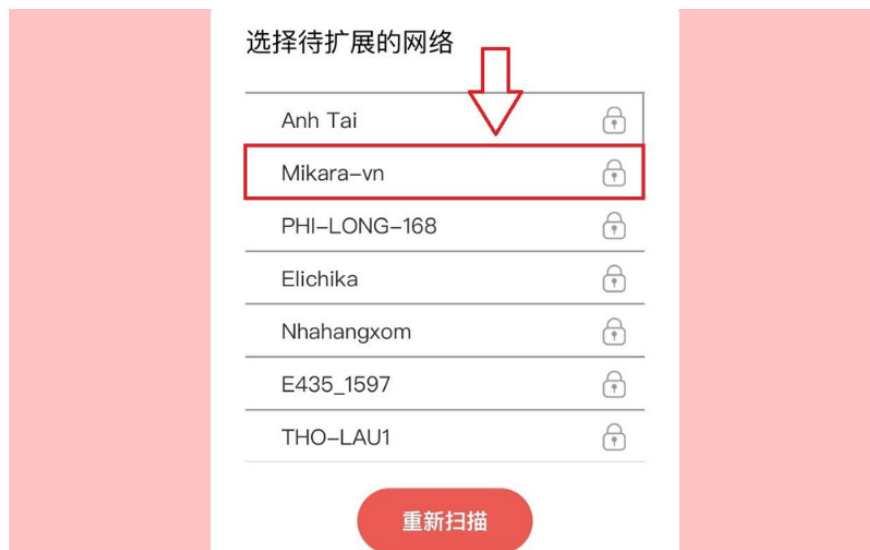 选择待扩展的网络
Anh Tai
Mikara-vn
PHI-LONG-168
Elichika
Nhahangxom
E435_1597
THO-LAU1
重新扫描